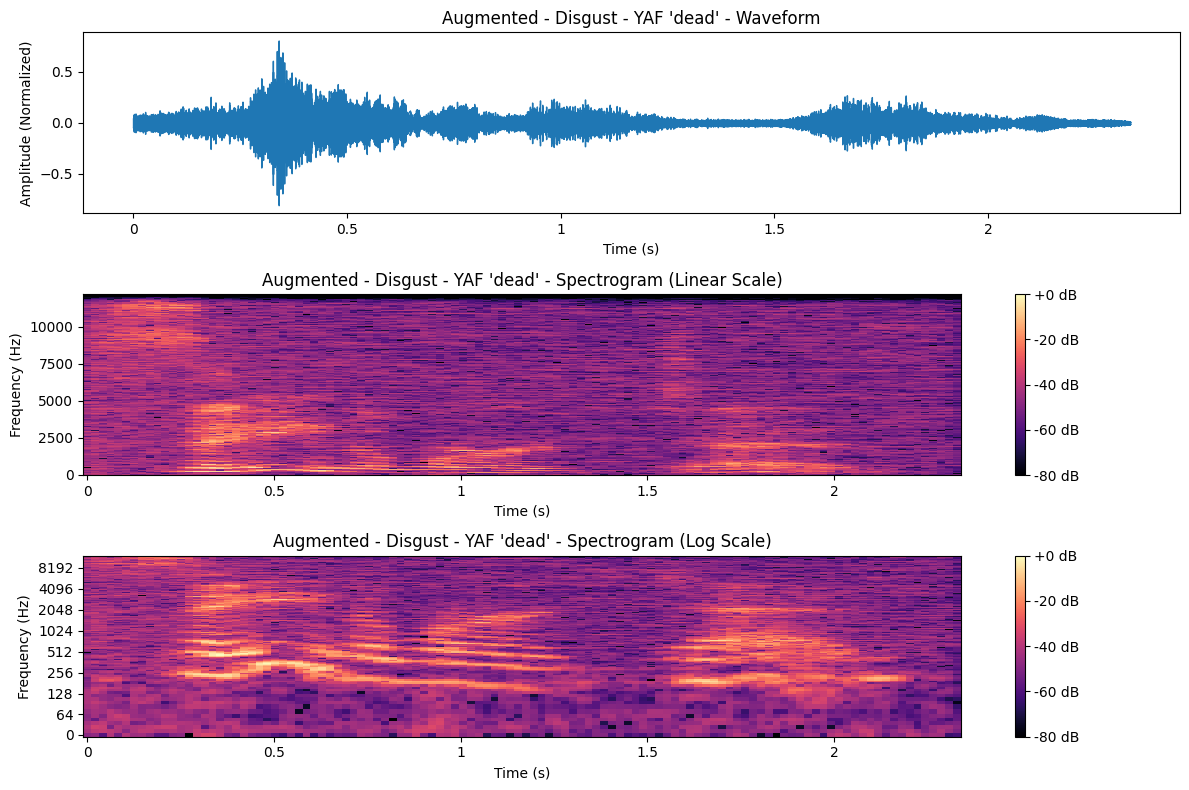 Augmented - Disgust - YAF 'dead' - Waveform
Amplitude (Normalized)
0.5
0.0
−0.5
0
0.5
1
1.5
2
Time (s)
Augmented - Disgust - YAF 'dead' - Spectrogram (Linear Scale)
Frequency (Hz)
10000
7500
5000
2500
0
0
0.5
1
1.5
2
Time (s)
+0 dB
-20 dB
-40 dB
-60 dB
-80 dB
Augmented - Disgust - YAF 'dead' - Spectrogram (Log Scale)
Frequency (Hz)
8192
4096
2048
1024
512
256
128
64
0
0
0.5
1
1.5
2
Time (s)
+0 dB
-20 dB
-40 dB
-60 dB
-80 dB